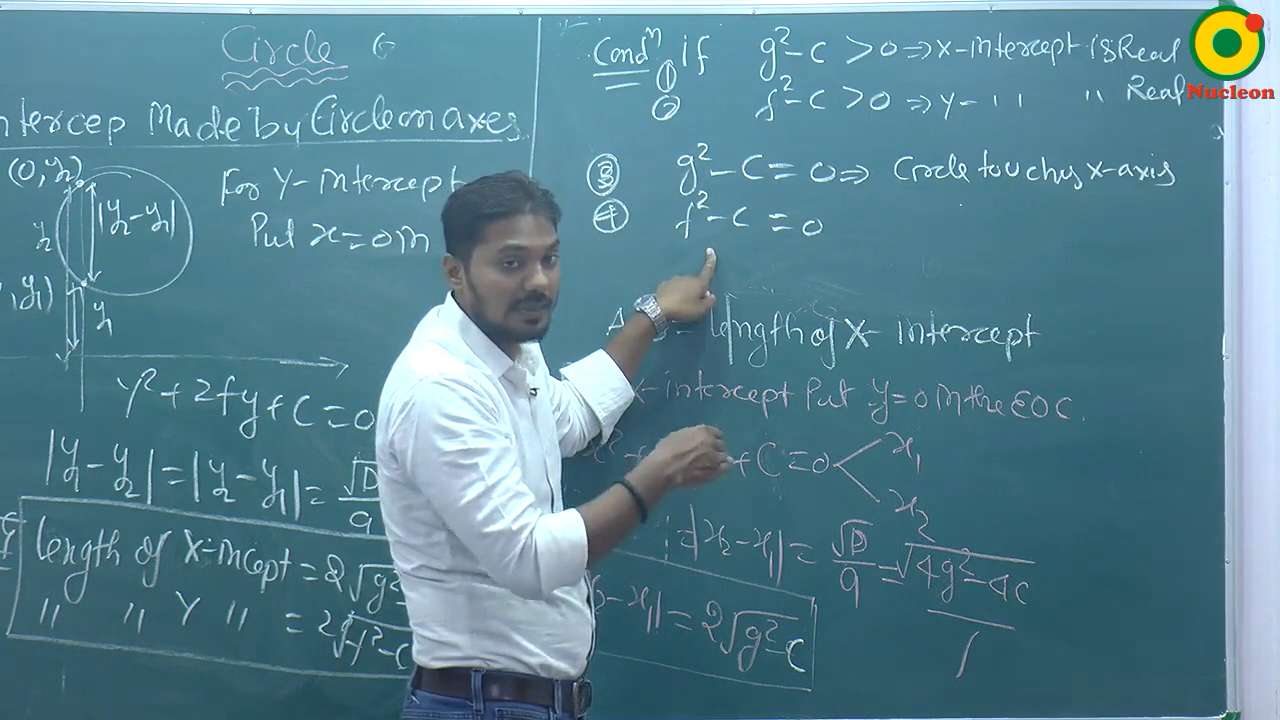 Circle
Intercep Made by Circle on axes
(0, y₂)
|y₂-y₁|
y₂
, y₁)
y₁
For Y-intercept
Put x=0 in
y²+2fy+C=0
|y₂-y₂|=|y₂-y₁|= √D/a
length of X-incept = 2√g²-
" " Y " = 2√f²-C
Condⁿ if
① g²-C >0 ⇒ x-intercept is Real
② f²-C >0 ⇒ y- " " Real
③ g²-C=0 ⇒ Circle touches x-axis
④ f²-C=0
length of X- intercept
x-intercept Put y=0 in the EOC.
+C=0 x₁
x₂
|x₂-x₁|= √D/a = √4g²-4c/1
-x₁|=2√g²-C
Nucleon